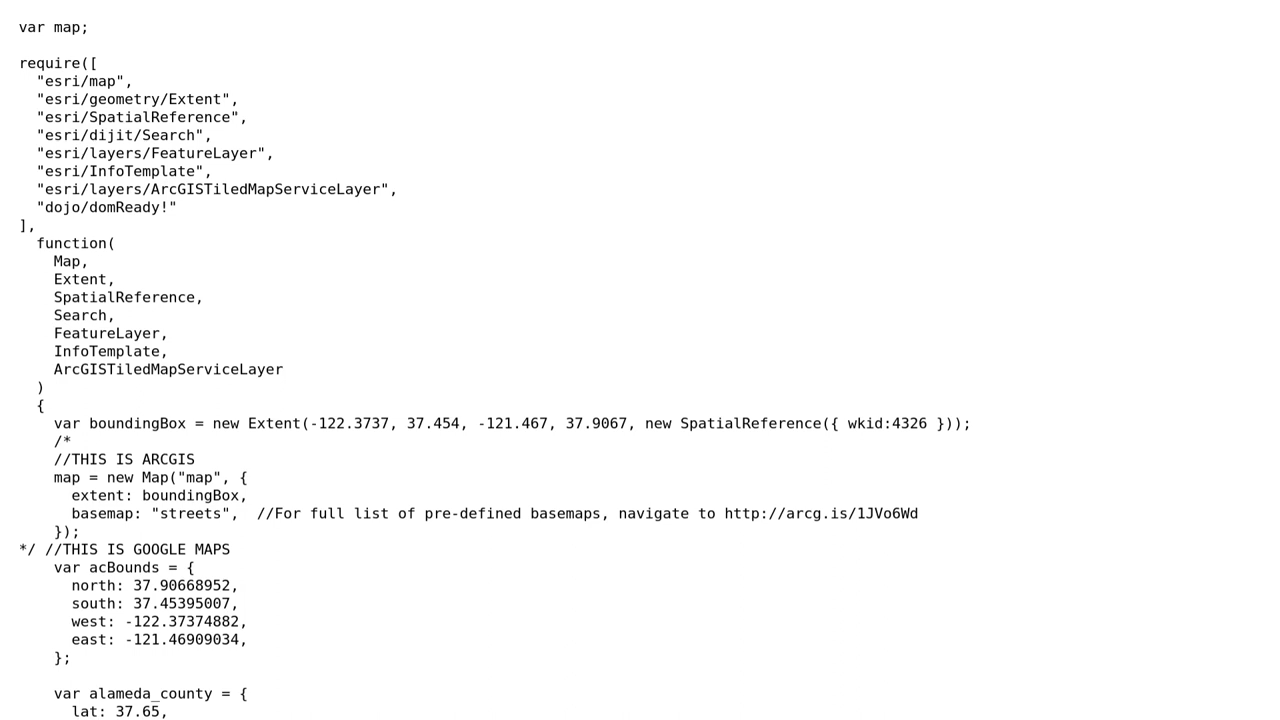 var map;

require([
  "esri/map",
  "esri/geometry/Extent",
  "esri/SpatialReference",
  "esri/dijit/Search",
  "esri/layers/FeatureLayer",
  "esri/InfoTemplate",
  "esri/layers/ArcGISTiledMapServiceLayer",
  "dojo/domReady!"
],
  function(
    Map,
    Extent,
    SpatialReference,
    Search,
    FeatureLayer,
    InfoTemplate,
    ArcGISTiledMapServiceLayer
  )
  {
    var boundingBox = new Extent(-122.3737, 37.454, -121.467, 37.9067, new SpatialReference({ wkid:4326 }));
    /*
    //THIS IS ARCGIS
    map = new Map("map", {
      extent: boundingBox,
      basemap: "streets",  //For full list of pre-defined basemaps, navigate to http://arcg.is/1JVo6Wd
    });
*/ //THIS IS GOOGLE MAPS
    var acBounds = {
      north: 37.90668952,
      south: 37.45395007,
      west: -122.37374882,
      east: -121.46909034,
    };

    var alameda_county = {
      lat: 37.65,